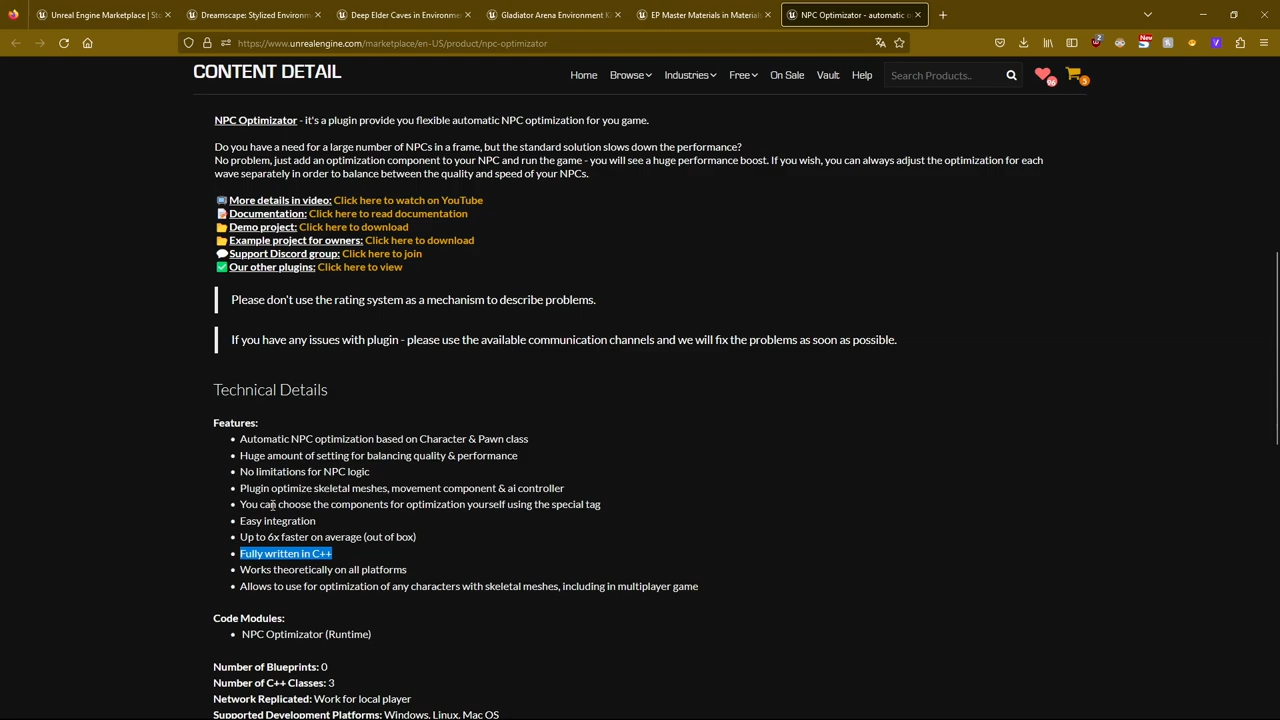 Unreal Engine Marketplace | St
Dreamscape: Stylized Environm
Deep Elder Caves in Environme
Gladiator Arena Environment Ki
EP Master Materials in Material
NPC Optimizator - automatic o
https://www.unrealengine.com/marketplace/en-US/product/npc-optimizator
2
New
CONTENT DETAIL
Home Browse Industries Free On Sale Vault Help Search Products.. 96 5
NPC Optimizator - it's a plugin provide you flexible automatic NPC optimization for you game.
Do you have a need for a large number of NPCs in a frame, but the standard solution slows down the performance?
No problem, just add an optimization component to your NPC and run the game - you will see a huge performance boost. If you wish, you can always adjust the optimization for each
wave separately in order to balance between the quality and speed of your NPCs.
More details in video: Click here to watch on YouTube
Documentation: Click here to read documentation
Demo project: Click here to download
Example project for owners: Click here to download
Support Discord group: Click here to join
Our other plugins: Click here to view
Please don't use the rating system as a mechanism to describe problems.
If you have any issues with plugin - please use the available communication channels and we will fix the problems as soon as possible.
Technical Details
Features:
Automatic NPC optimization based on Character & Pawn class
Huge amount of setting for balancing quality & performance
No limitations for NPC logic
Plugin optimize skeletal meshes, movement component & ai controller
You can choose the components for optimization yourself using the special tag
Easy integration
Up to 6x faster on average (out of box)
Fully written in C++
Works theoretically on all platforms
Allows to use for optimization of any characters with skeletal meshes, including in multiplayer game
Code Modules:
NPC Optimizator (Runtime)
Number of Blueprints: 0
Number of C++ Classes: 3
Network Replicated: Work for local player
Supported Development Platforms: Windows, Linux, Mac OS